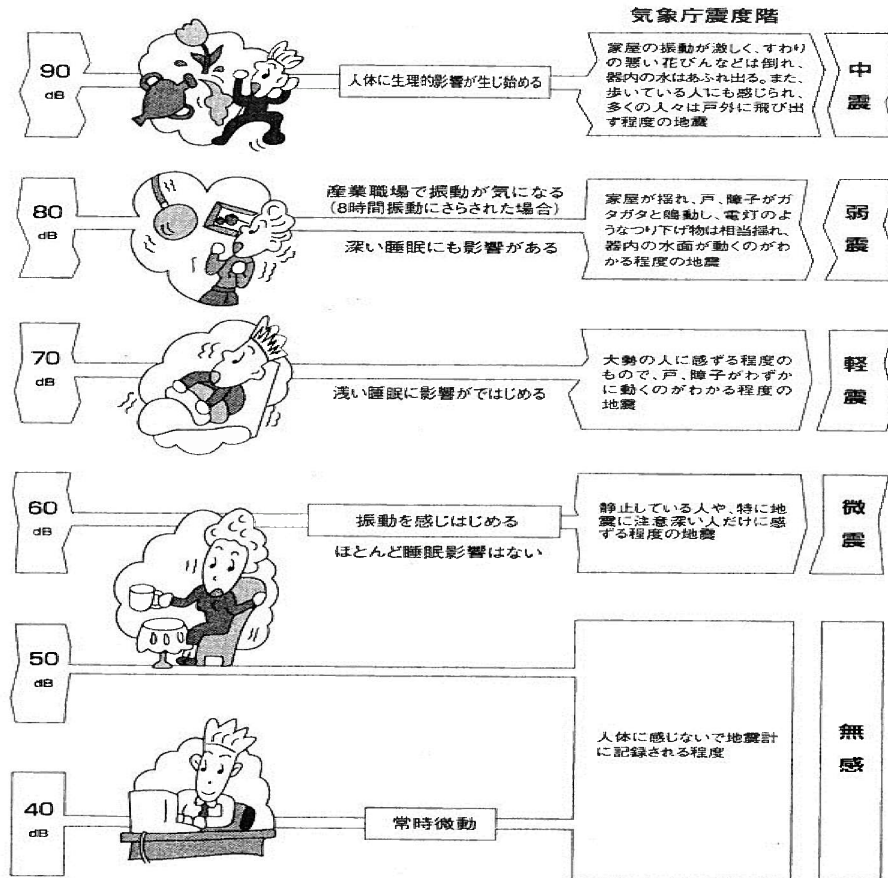 気象庁震度階
90
dB
人体に生理的影響が生じ始める
家屋の振動が激しく、すわり
の悪い花びんなどは倒れ、
器内の水はあふれ出る。また、
歩いている人にも感じられ、
多くの人々は戸外に飛び出
す程度の地震
中震
80
dB
産業職場で振動が気になる
(8時間振動にさらされた場合)
深い睡眠にも影響がある
家屋が揺れ、戸、障子がガ
タガタと鳴動し、電灯のよ
うなつり下げ物は相当揺れ、
器内の水面が動くのがわ
かる程度の地震
弱震
70
dB
浅い睡眠に影響がではじめる
大勢の人に感ずる程度の
もので、戸、障子がわずか
に動くのがわかる程度の
地震
軽震
60
dB
振動を感じはじめる
ほとんど睡眠影響はない
静止している人や、特に地
震に注意深い人だけに感
ずる程度の地震
微震
50
dB
人体に感じないで地震計
に記録される程度
無感
40
dB
常時微動